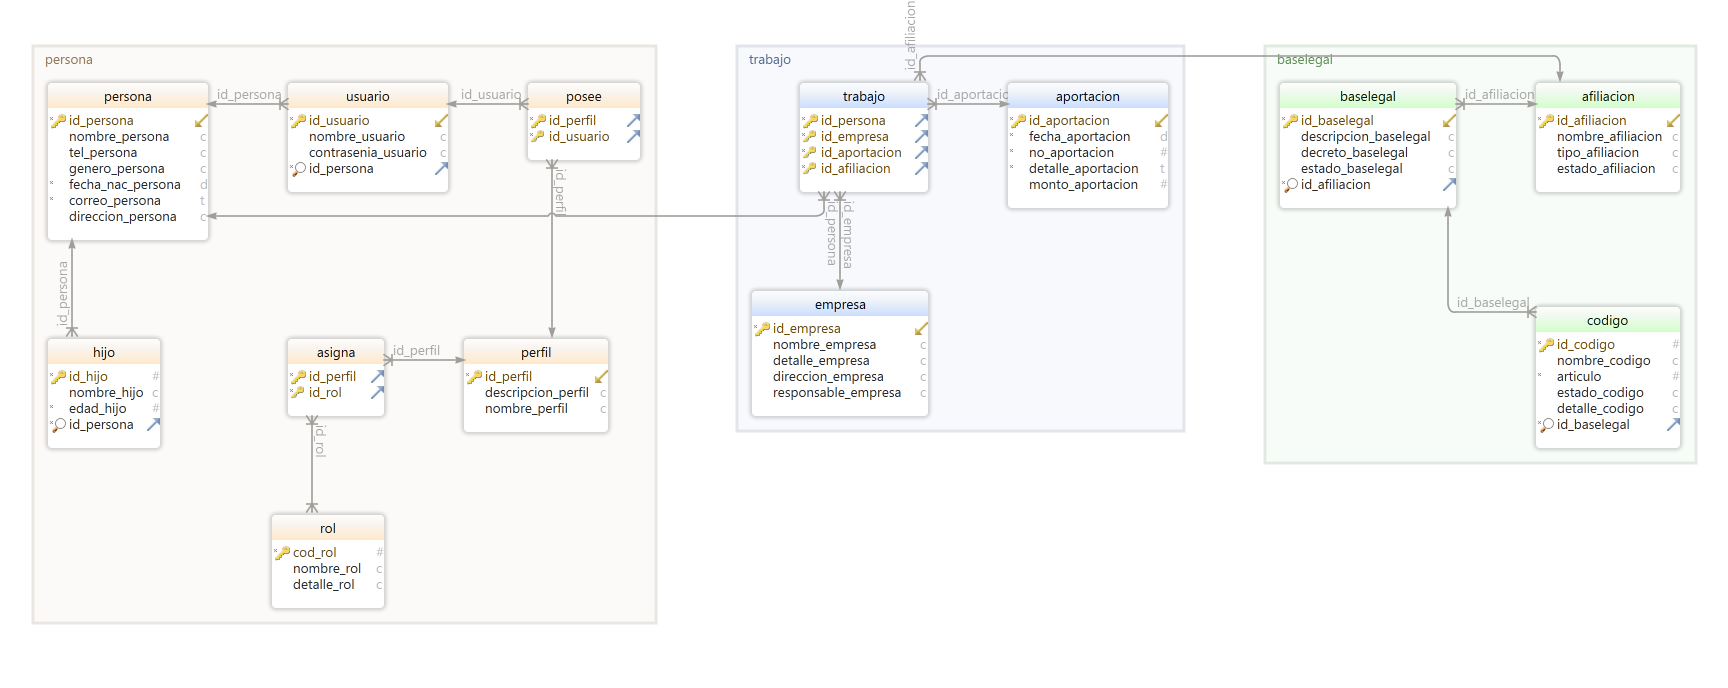 persona
persona
id_persona
nombre_persona c
tel_persona c
genero_persona c
fecha_nac_persona d
correo_persona t
direccion_persona c
id_persona
usuario
id_usuario
nombre_usuario c
contrasenia_usuario c
id_persona
id_usuario
posee
id_perfil
id_usuario
id_perfil
id_persona
hijo
id_hijo #
nombre_hijo c
edad_hijo #
id_persona
asigna
id_perfil
id_rol
id_perfil
perfil
id_perfil
descripcion_perfil c
nombre_perfil c
id_rol
rol
cod_rol #
nombre_rol c
detalle_rol c
trabajo
id_afiliacion
trabajo
id_persona
id_empresa
id_aportacion
id_afiliacion
id_aportacio
aportacion
id_aportacion
fecha_aportacion d
no_aportacion #
detalle_aportacion t
monto_aportacion #
id_persona
id_empresa
empresa
id_empresa
nombre_empresa c
detalle_empresa c
direccion_empresa c
responsable_empresa c
baselegal
baselegal
id_baselegal
descripcion_baselegal c
decreto_baselegal c
estado_baselegal c
id_afiliacion
id_afiliacion
afiliacion
id_afiliacion
nombre_afiliacion c
tipo_afiliacion c
estado_afiliacion c
id_baselegal
codigo
id_codigo #
nombre_codigo c
articulo #
estado_codigo c
detalle_codigo c
id_baselegal